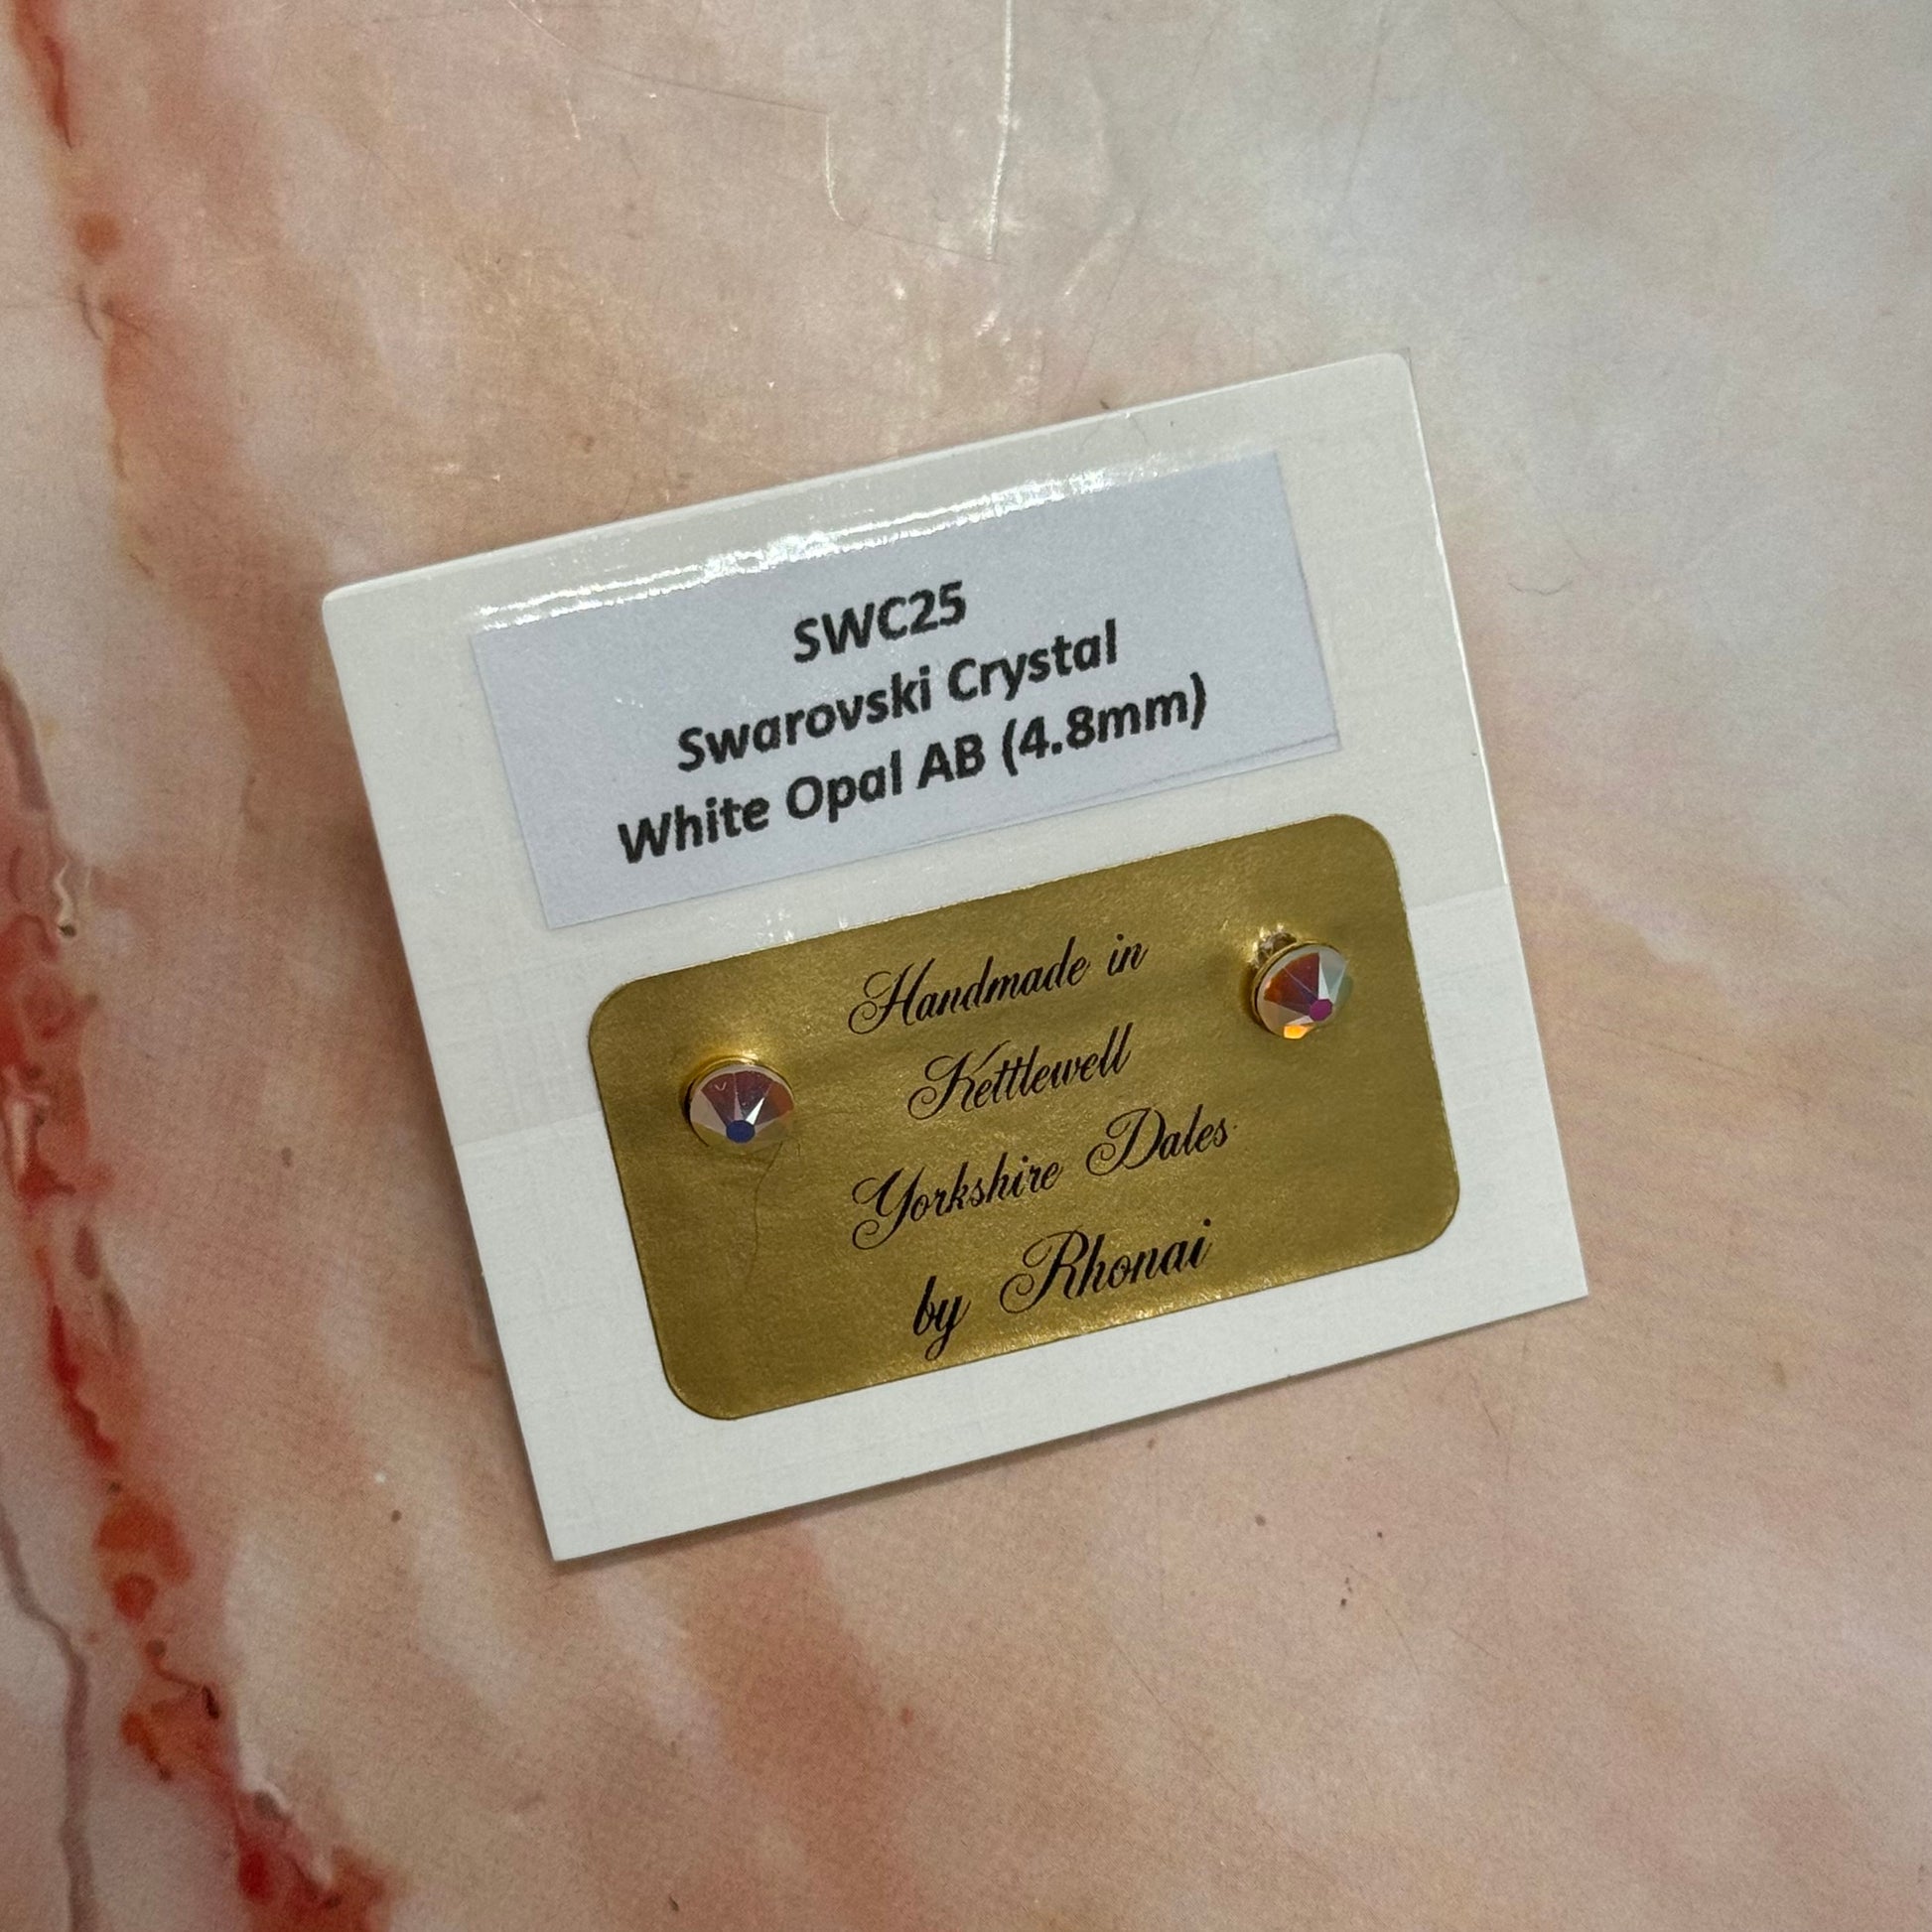 SWC25
Swarovski Crystal
White Opal AB (4.8mm)
Handmade in
Kettlewell
Yorkshire Dales
by Rhonai